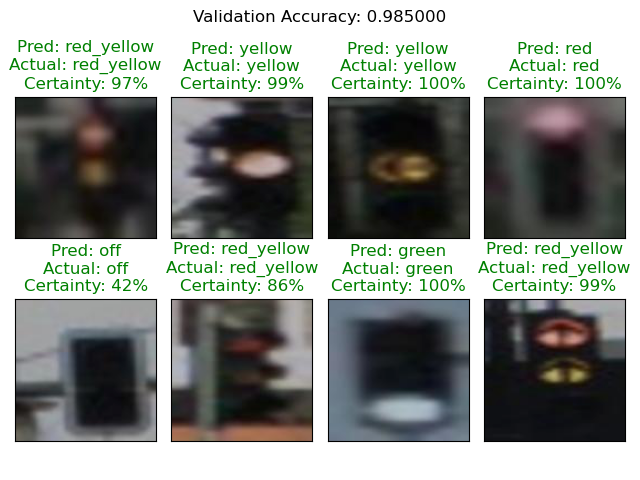 Validation Accuracy: 0.985000
Pred: red_yellow
Actual: red_yellow
Certainty: 97%
Pred: yellow
Actual: yellow
Certainty: 99%
Pred: yellow
Actual: yellow
Certainty: 100%
Pred: red
Actual: red
Certainty: 100%
Pred: off
Actual: off
Certainty: 42%
Pred: red_yellow
Actual: red_yellow
Certainty: 86%
Pred: green
Actual: green
Certainty: 100%
Pred: red_yellow
Actual: red_yellow
Certainty: 99%